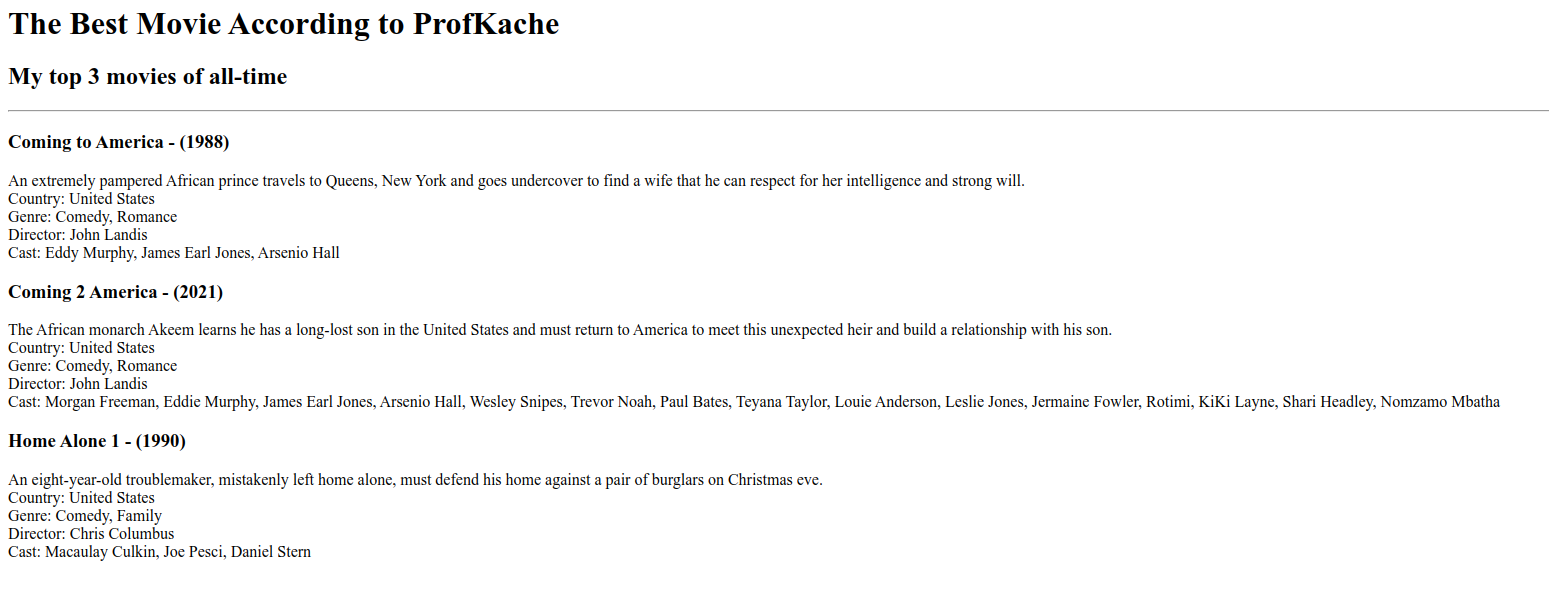 The Best Movie According to ProfKache
My top 3 movies of all-time
Coming to America - (1988)
An extremely pampered African prince travels to Queens, New York and goes undercover to find a wife that he can respect for her intelligence and strong will.
Country: United States
Genre: Comedy, Romance
Director: John Landis
Cast: Eddy Murphy, James Earl Jones, Arsenio Hall
Coming 2 America - (2021)
The African monarch Akeem learns he has a long-lost son in the United States and must return to America to meet this unexpected heir and build a relationship with his son.
Country: United States
Genre: Comedy, Romance
Director: John Landis
Cast: Morgan Freeman, Eddie Murphy, James Earl Jones, Arsenio Hall, Wesley Snipes, Trevor Noah, Paul Bates, Teyana Taylor, Louie Anderson, Leslie Jones, Jermaine Fowler, Rotimi, KiKi Layne, Shari Headley, Nomzamo Mbatha
Home Alone 1 - (1990)
An eight-year-old troublemaker, mistakenly left home alone, must defend his home against a pair of burglars on Christmas eve.
Country: United States
Genre: Comedy, Family
Director: Chris Columbus
Cast: Macaulay Culkin, Joe Pesci, Daniel Stern